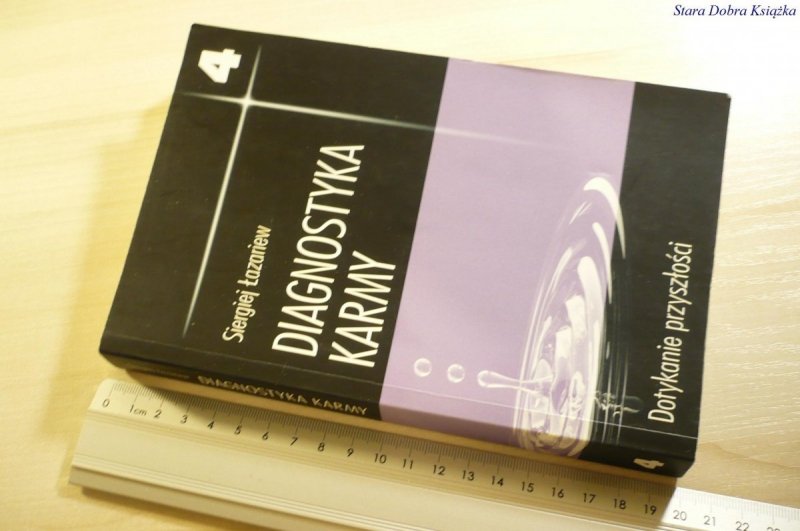 Stara Dobra Książka
4
Siergiej Łazariew
DIAGNOSTYKA
KARMY
Dotykanie przyszłości
DIAGNOSTYKA KARMY
4
0 1cm 2 3 4 5 6 7 8 9 10 11 12 13 14 15 16 17 18 19 20 21 22